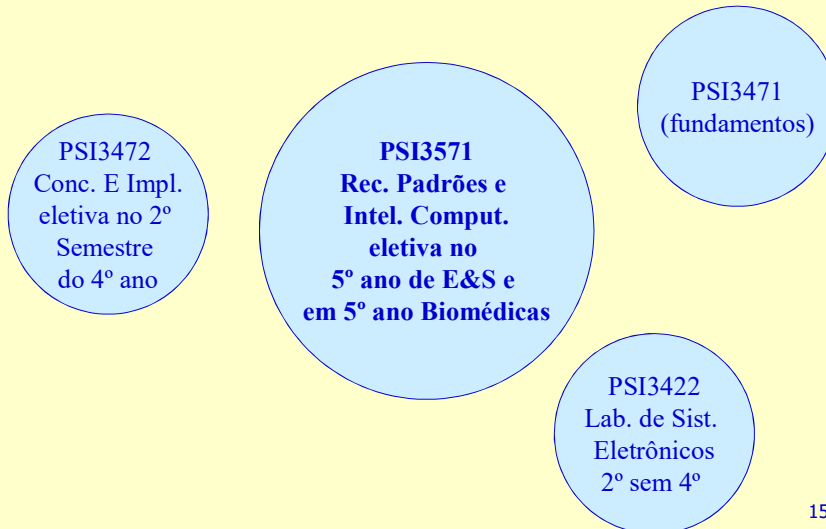 PSI3472
Conc. E Impl.
eletiva no 2º
Semestre
do 4º ano
PSI3571
Rec. Padrões e
Intel. Comput.
eletiva no
5º ano de E&S e
em 5º ano Biomédicas
PSI3471
(fundamentos)
PSI3422
Lab. de Sist.
Eletrônicos
2º sem 4º
15